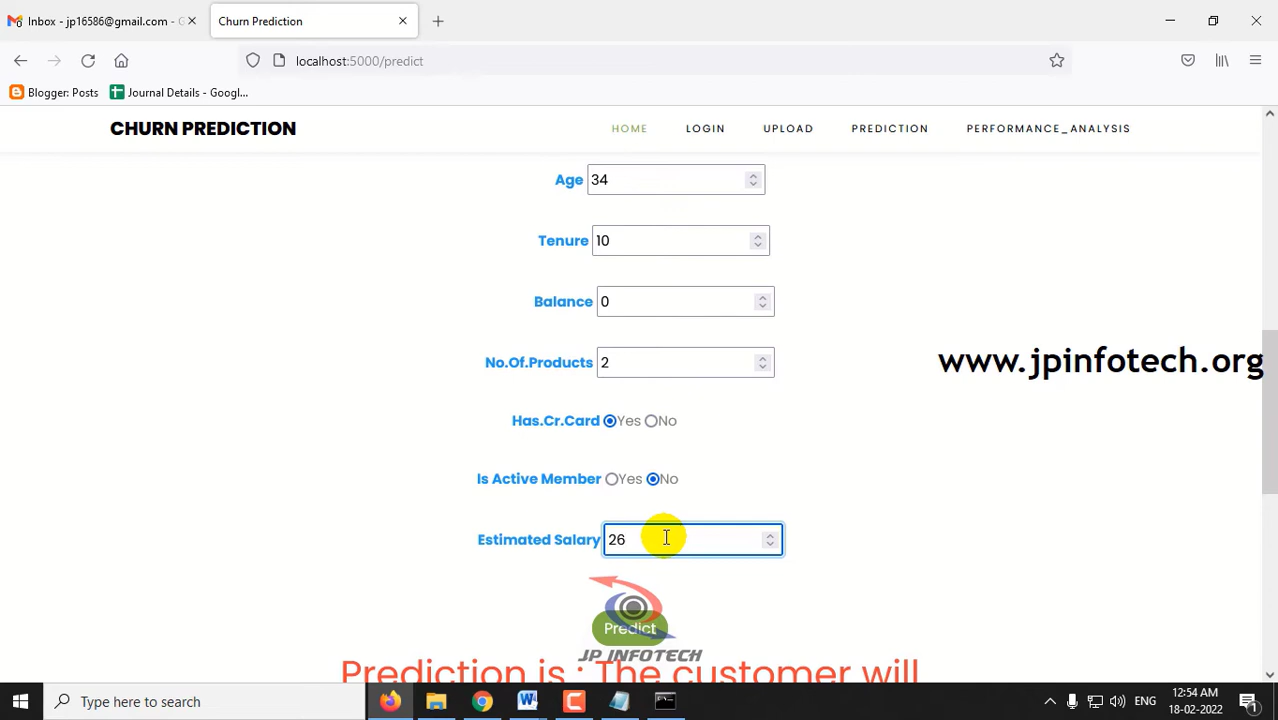 Inbox - jp16586@gmail.com - G
Churn Prediction
localhost:5000/predict
Blogger: Posts
Journal Details - Googl...
CHURN PREDICTION
HOME
LOGIN
UPLOAD
PREDICTION
PERFORMANCE_ANALYSIS
Age 34
Tenure 10
Balance 0
No.Of.Products 2
www.jpinfotech.org
Has.Cr.Card Yes No
Is Active Member Yes No
Estimated Salary 26
Predict
JP INFOTECH
Prediction is : The customer will
Type here to search
ENG
12:54 AM
18-02-2022
1